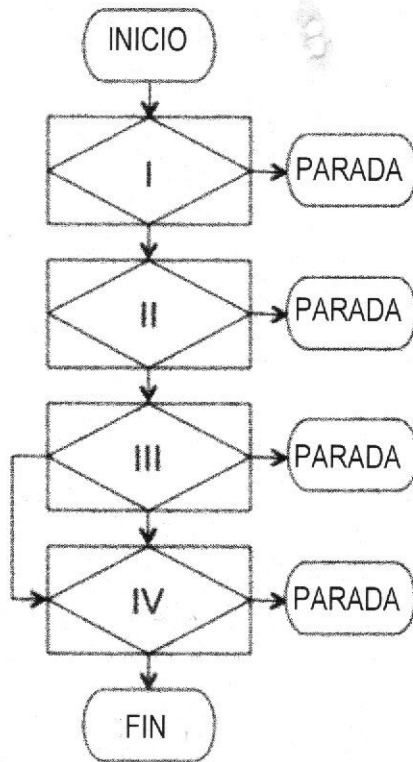 INICIO
I
PARADA
II
PARADA
III
PARADA
IV
PARADA
FIN